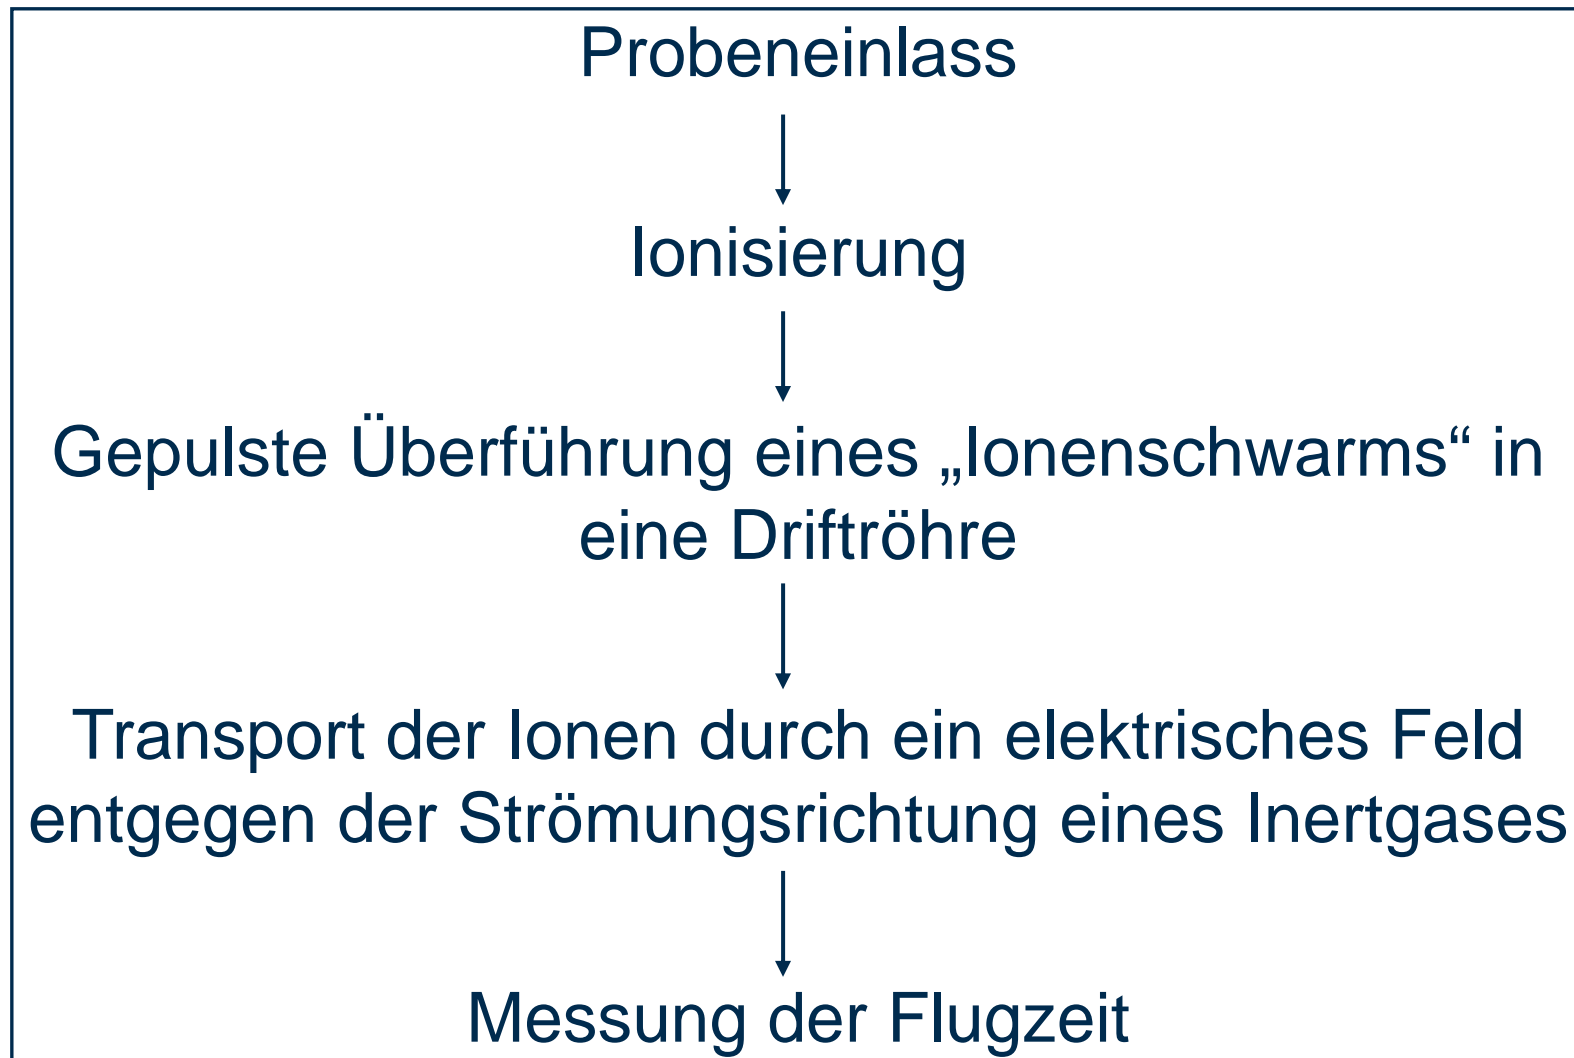 Probeneinlass
Ionisierung
Gepulste Überführung eines „Ionenschwarms“ in
eine Driftröhre
Transport der Ionen durch ein elektrisches Feld
entgegen der Strömungsrichtung eines Inertgases
Messung der Flugzeit